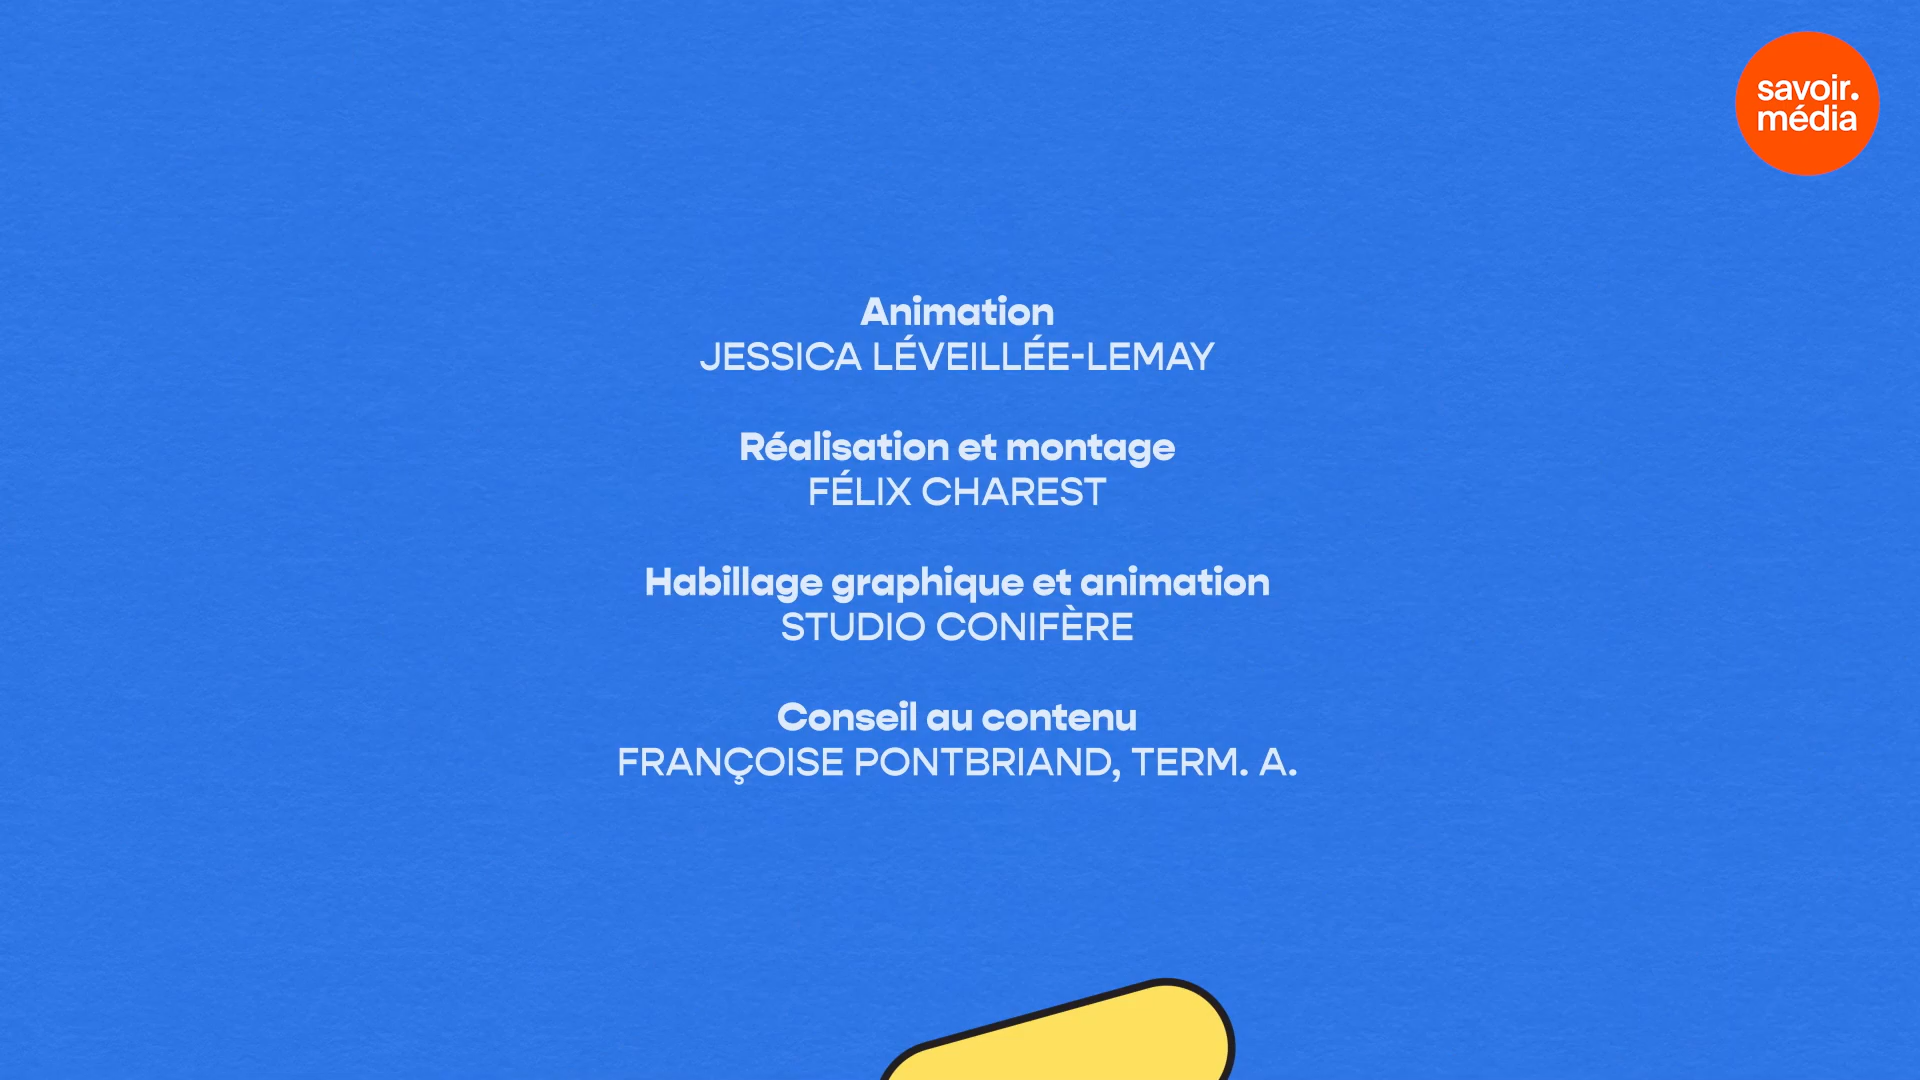 savoir.
média
Animation
JESSICA LÉVEILLÉE-LEMAY
Réalisation et montage
FÉLIX CHAREST
Habillage graphique et animation
STUDIO CONIFÈRE
Conseil au contenu
FRANÇOISE PONTBRIAND, TERM. A.